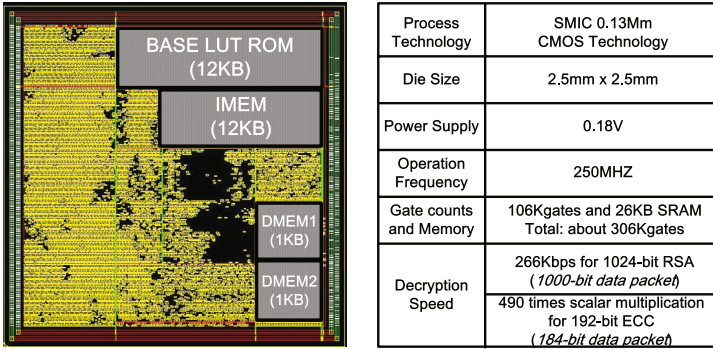 BASE LUT ROM
(12KB)
IMEM
(12KB)
DMEM1
(1KB)
DMEM2
(1KB)
Process
Technology
SMIC 0.13Mm
CMOS Technology
Die Size
2.5mm x 2.5mm
Power Supply
0.18V
Operation
Frequency
250MHZ
Gate counts
and Memory
106Kgates and 26KB SRAM
Total: about 306Kgates
Decryption
Speed
266Kbps for 1024-bit RSA
(1000-bit data packet)
490 times scalar multiplication
for 192-bit ECC
(184-bit data packet)